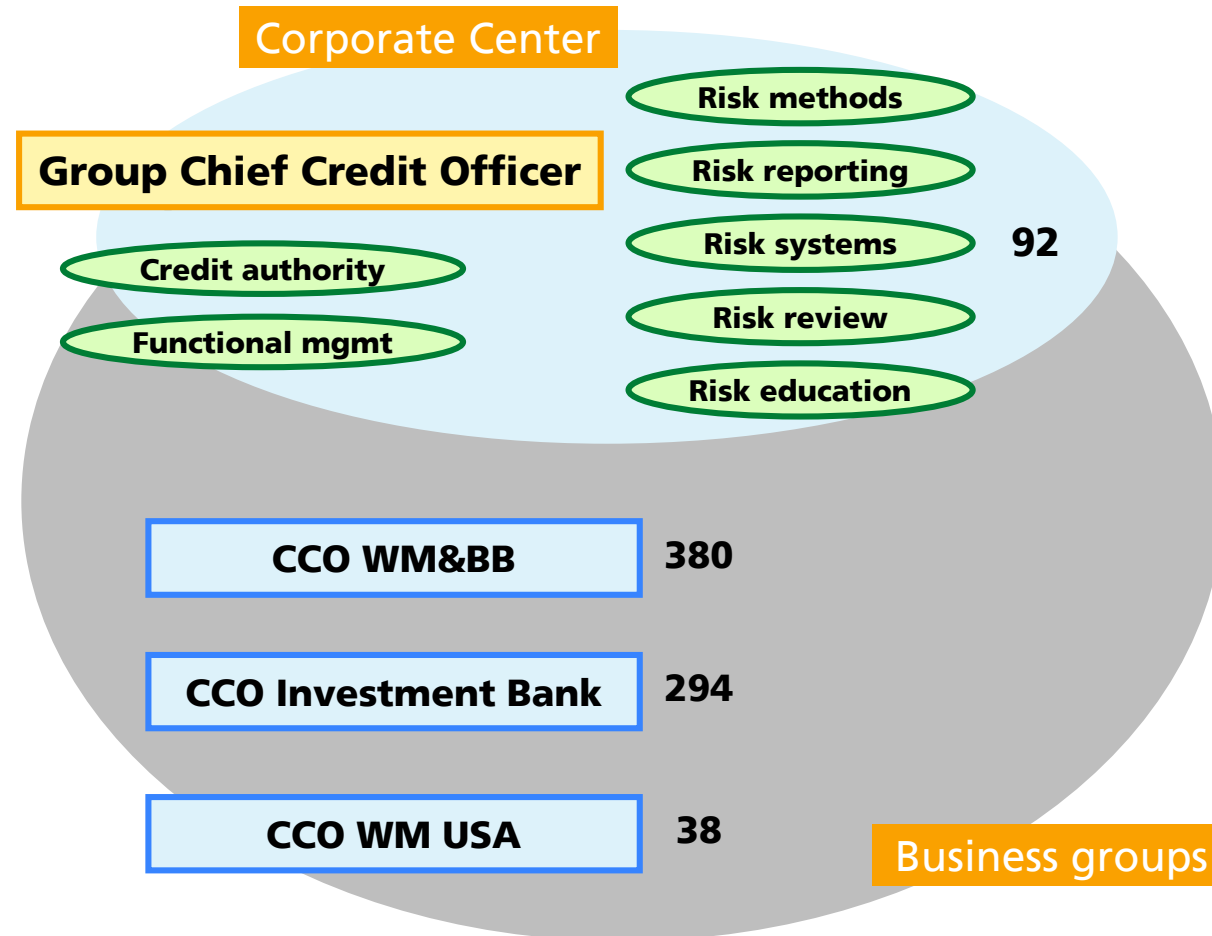 Corporate Center
Group Chief Credit Officer
Credit authority
Functional mgmt
Risk methods
Risk reporting
Risk systems
92
Risk review
Risk education
CCO WM&BB
380
CCO Investment Bank
294
CCO WM USA
38
Business groups